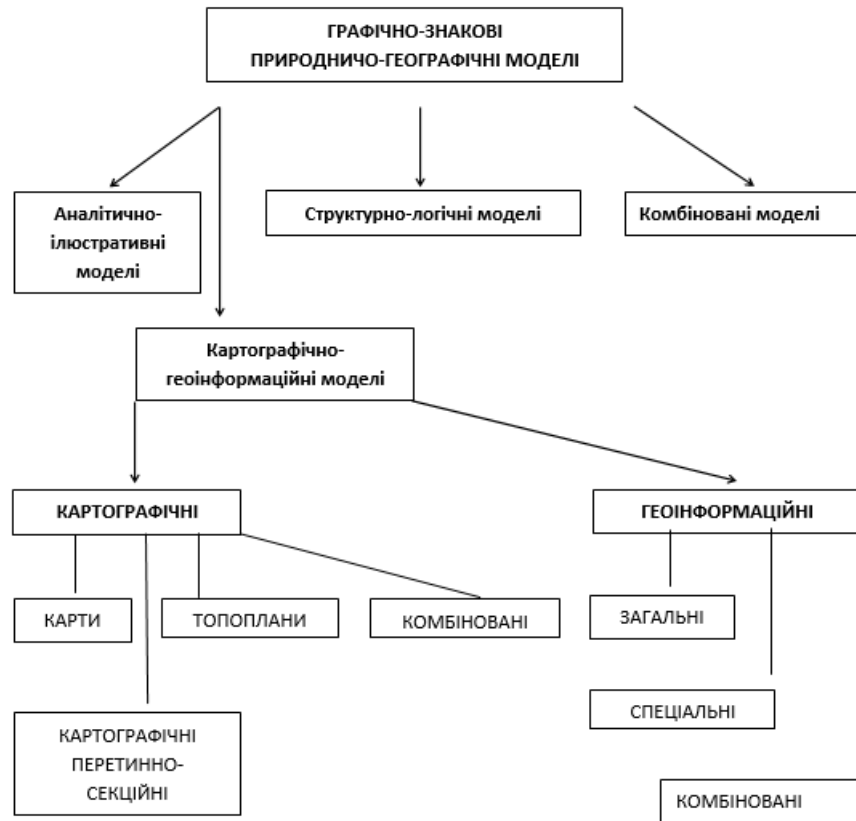 ГРАФІЧНО-ЗНАКОВІ
ПРИРОДНИЧО-ГЕОГРАФІЧНІ МОДЕЛІ
Аналітично-
ілюстративні
моделі
Структурно-логічні моделі
Комбіновані моделі
Картографічно-
геоінформаційні моделі
КАРТОГРАФІЧНІ
ГЕОІНФОРМАЦІЙНІ
КАРТИ
ТОПОПЛАНИ
КОМБІНОВАНІ
ЗАГАЛЬНІ
КАРТОГРАФІЧНІ
ПЕРЕТИННО-
СЕКЦІЙНІ
СПЕЦІАЛЬНІ
КОМБІНОВАНІ